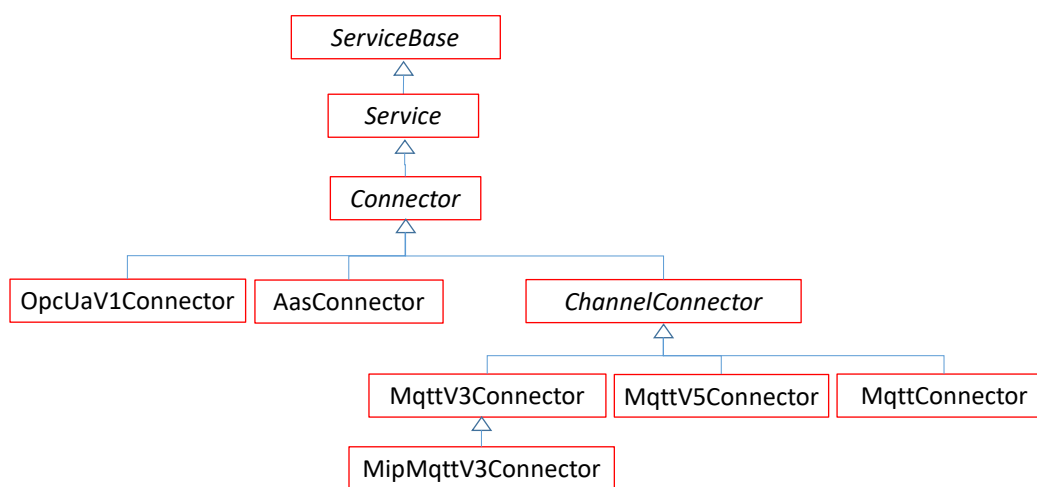 ServiceBase
Service
Connector
OpcUaV1Connector
AasConnector
ChannelConnector
MqttV3Connector
MqttV5Connector
MqttConnector
MipMqttV3Connector